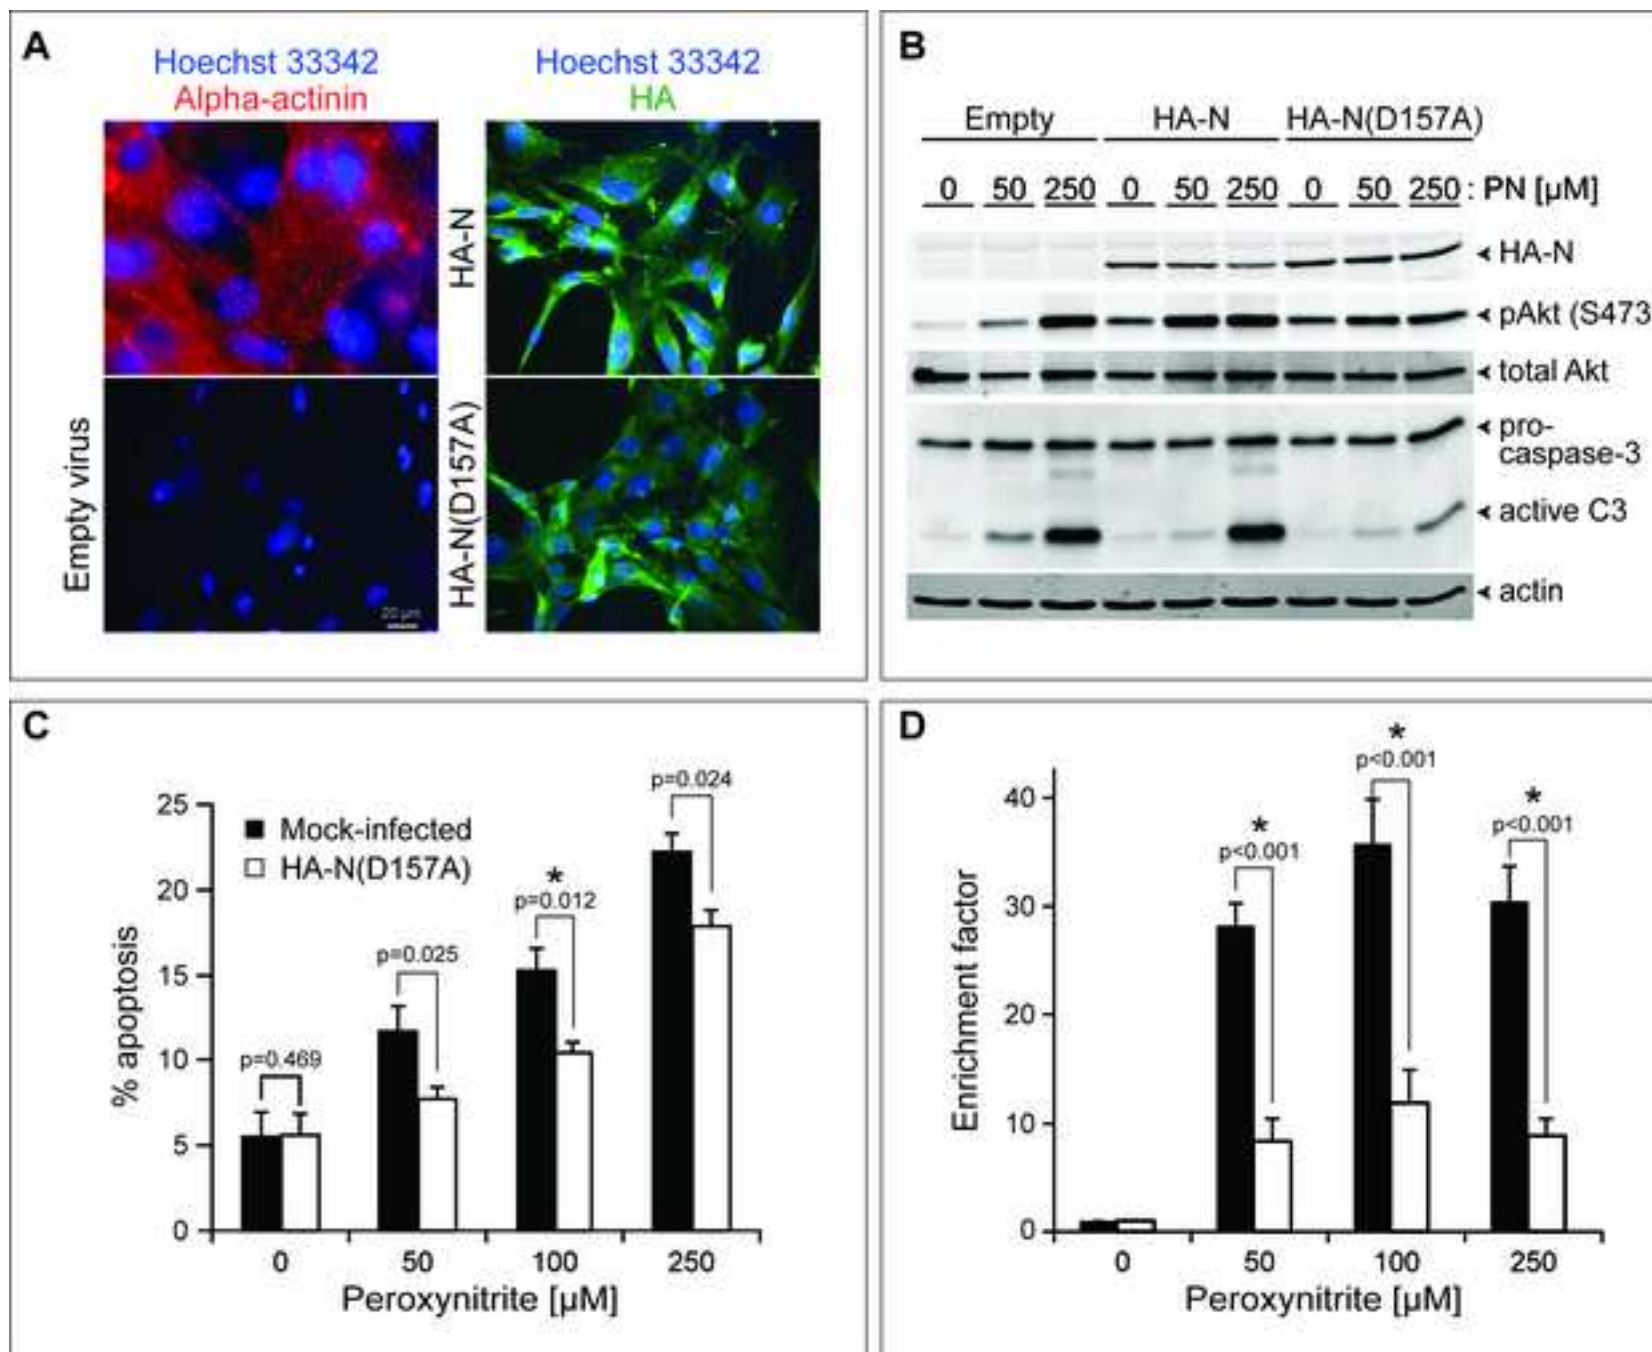 A
Hoechst 33342
Alpha-actinin
Hoechst 33342
HA
HA-N
Empty virus
HA-N(D157A)
20 µm
B
Empty HA-N HA-N(D157A)
0 50 250 0 50 250 0 50 250 : PN [µM]
HA-N
pAkt (S473
total Akt
pro-
caspase-3
active C3
actin
C
% apoptosis
25
20
15
10
5
0
Mock-infected
HA-N(D157A)
p=0.469
p=0.025
*
p=0.012
p=0.024
0 50 100 250
Peroxynitrite [µM]
D
Enrichment factor
40
30
20
10
0
*
p<0.001
*
p<0.001
*
p<0.001
0 50 100 250
Peroxynitrite [µM]